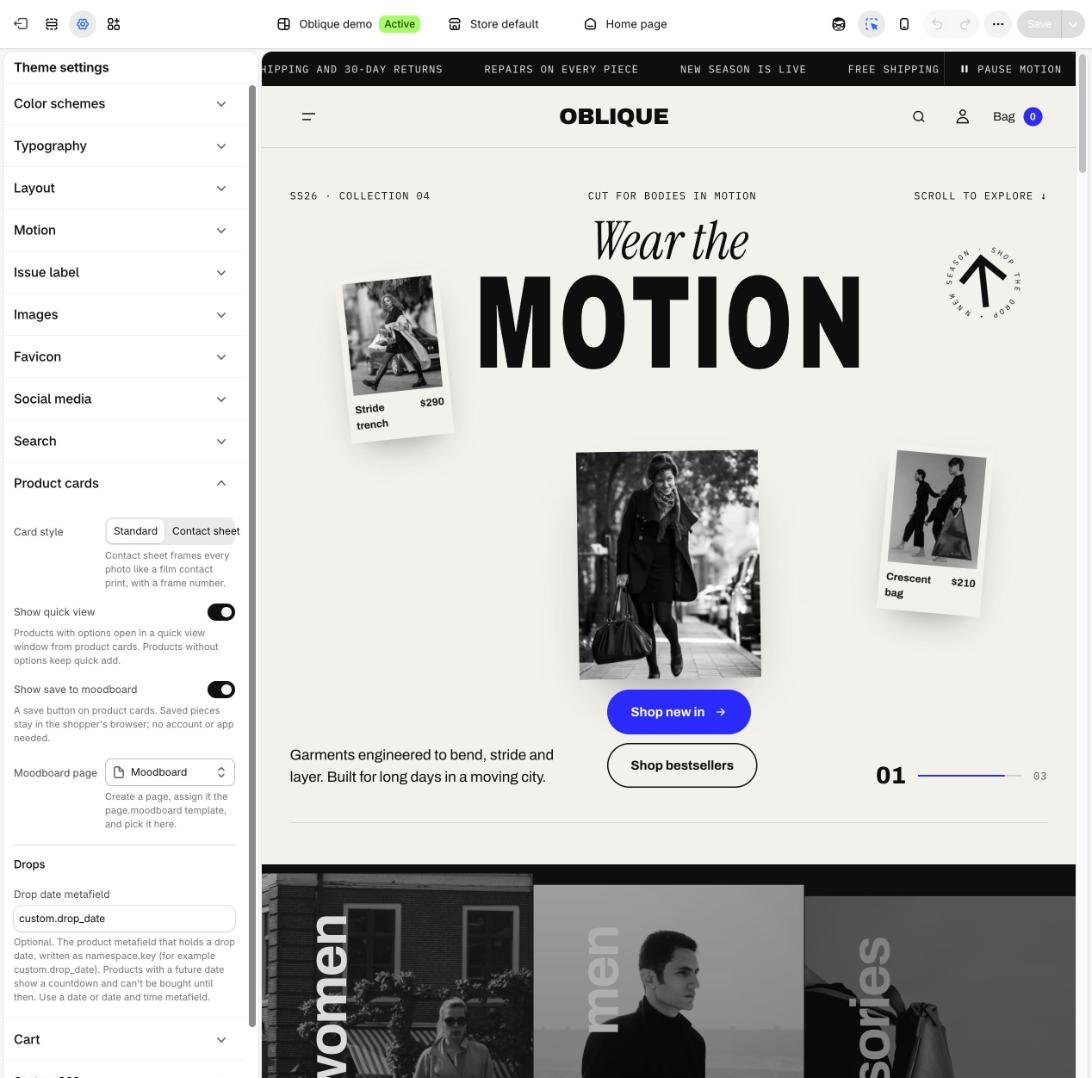 Oblique demo Active
Store default
Home page
Save
Theme settings
Color schemes
Typography
Layout
Motion
Issue label
Images
Favicon
Social media
Search
Product cards
Card style
Standard Contact sheet
Contact sheet frames every
photo like a film contact
print, with a frame number.
Show quick view
Products with options open in a quick view
window from product cards. Products without
options keep quick add.
Show save to moodboard
A save button on product cards. Saved pieces
stay in the shopper's browser; no account or app
needed.
Moodboard page
Moodboard
Create a page, assign it the
page.moodboard template,
and pick it here.
Drops
Drop date metafield
custom.drop_date
Optional. The product metafield that holds a drop
date, written as namespace.key (for example
custom.drop_date). Products with a future date
show a countdown and can't be bought until
then. Use a date or date and time metafield.
Cart
HIPPING AND 30-DAY RETURNS REPAIRS ON EVERY PIECE NEW SEASON IS LIVE FREE SHIPPING
PAUSE MOTION
OBLIQUE
Bag 0
SS26 · COLLECTION 04
CUT FOR BODIES IN MOTION
SCROLL TO EXPLORE ↓
Wear the
MOTION
SHOP THE DROP · NEW SEASON ·
Stride
trench
$290
Crescent
bag
$210
Shop new in →
Shop bestsellers
Garments engineered to bend, stride and
layer. Built for long days in a moving city.
01
03
women
men
sories